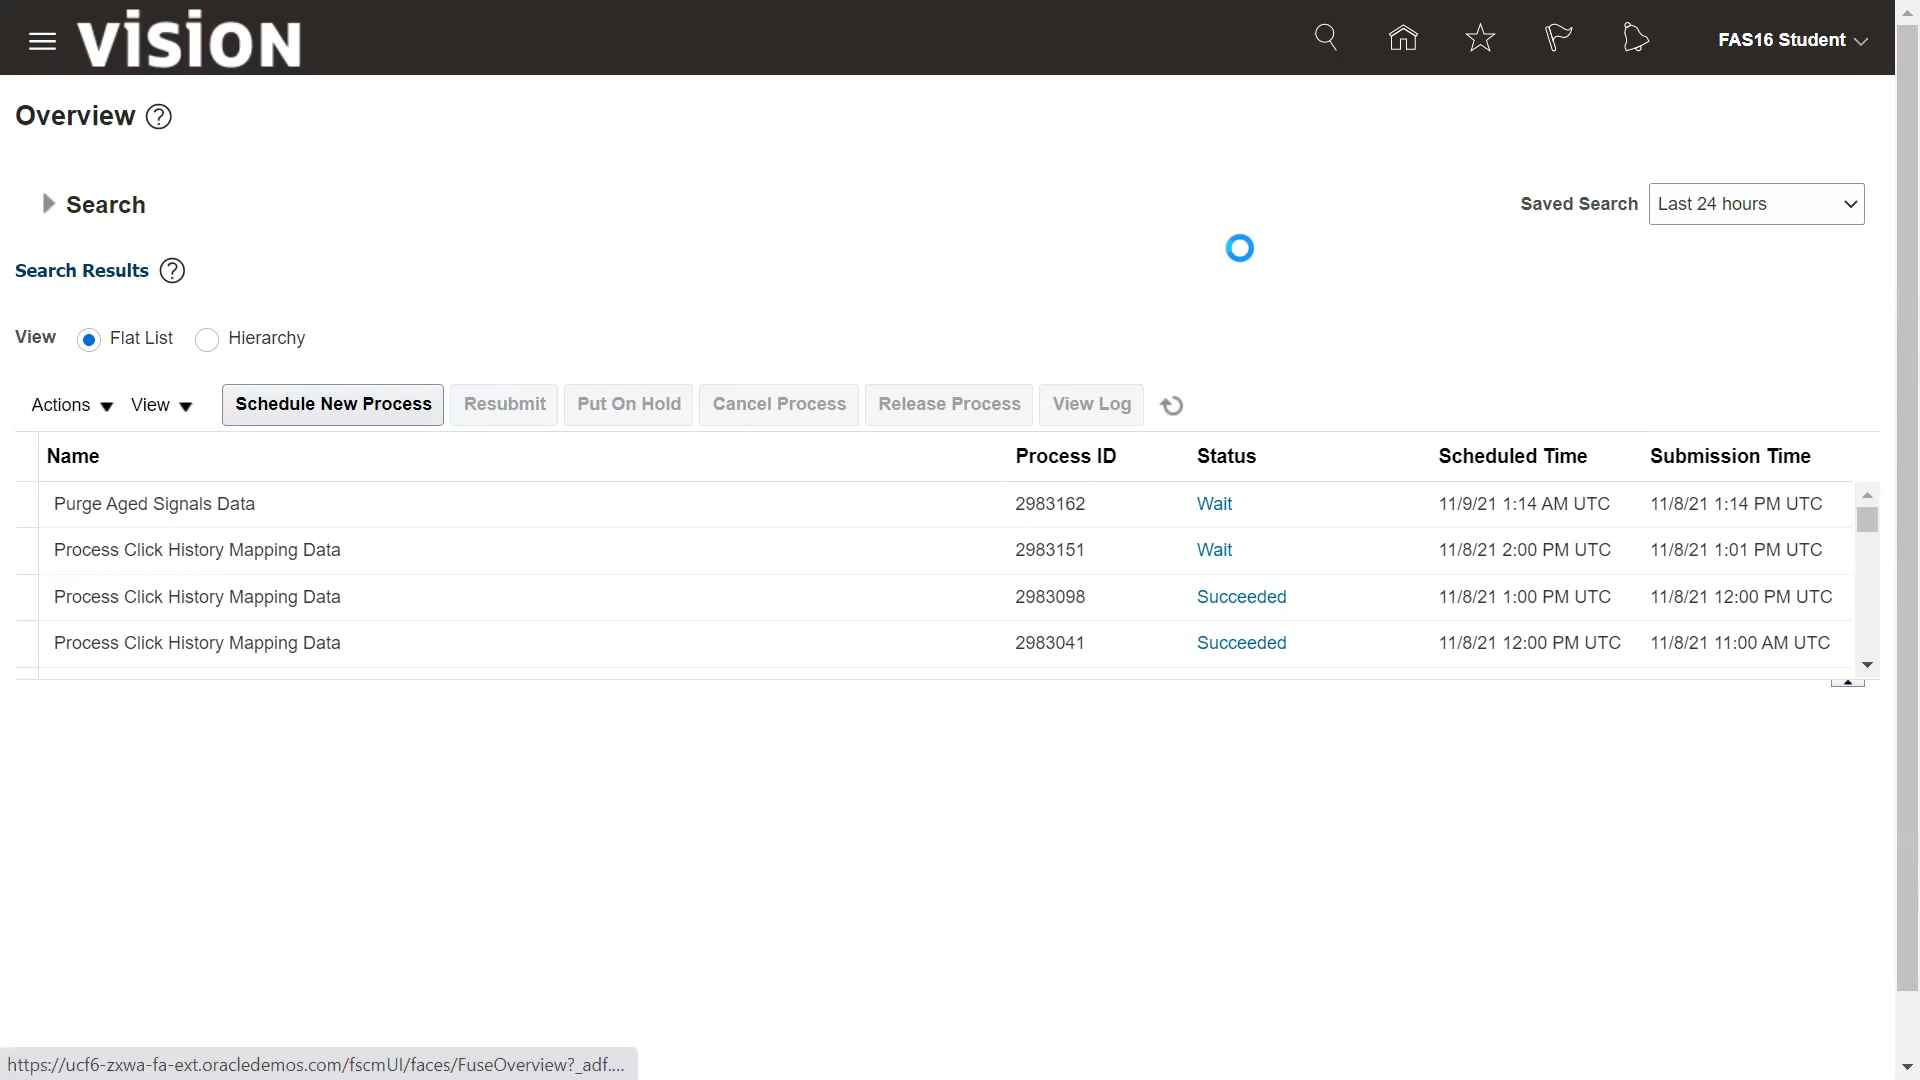 vision
FAS16 Student
Overview ?
Search
Saved Search Last 24 hours
Search Results ?
View Flat List Hierarchy
Actions View Schedule New Process Resubmit Put On Hold Cancel Process Release Process View Log
Name Process ID Status Scheduled Time Submission Time
Purge Aged Signals Data 2983162 Wait 11/9/21 1:14 AM UTC 11/8/21 1:14 PM UTC
Process Click History Mapping Data 2983151 Wait 11/8/21 2:00 PM UTC 11/8/21 1:01 PM UTC
Process Click History Mapping Data 2983098 Succeeded 11/8/21 1:00 PM UTC 11/8/21 12:00 PM UTC
Process Click History Mapping Data 2983041 Succeeded 11/8/21 12:00 PM UTC 11/8/21 11:00 AM UTC
https://ucf6-zxwa-fa-ext.oracledemos.com/fscmUI/faces/FuseOverview?_adf....